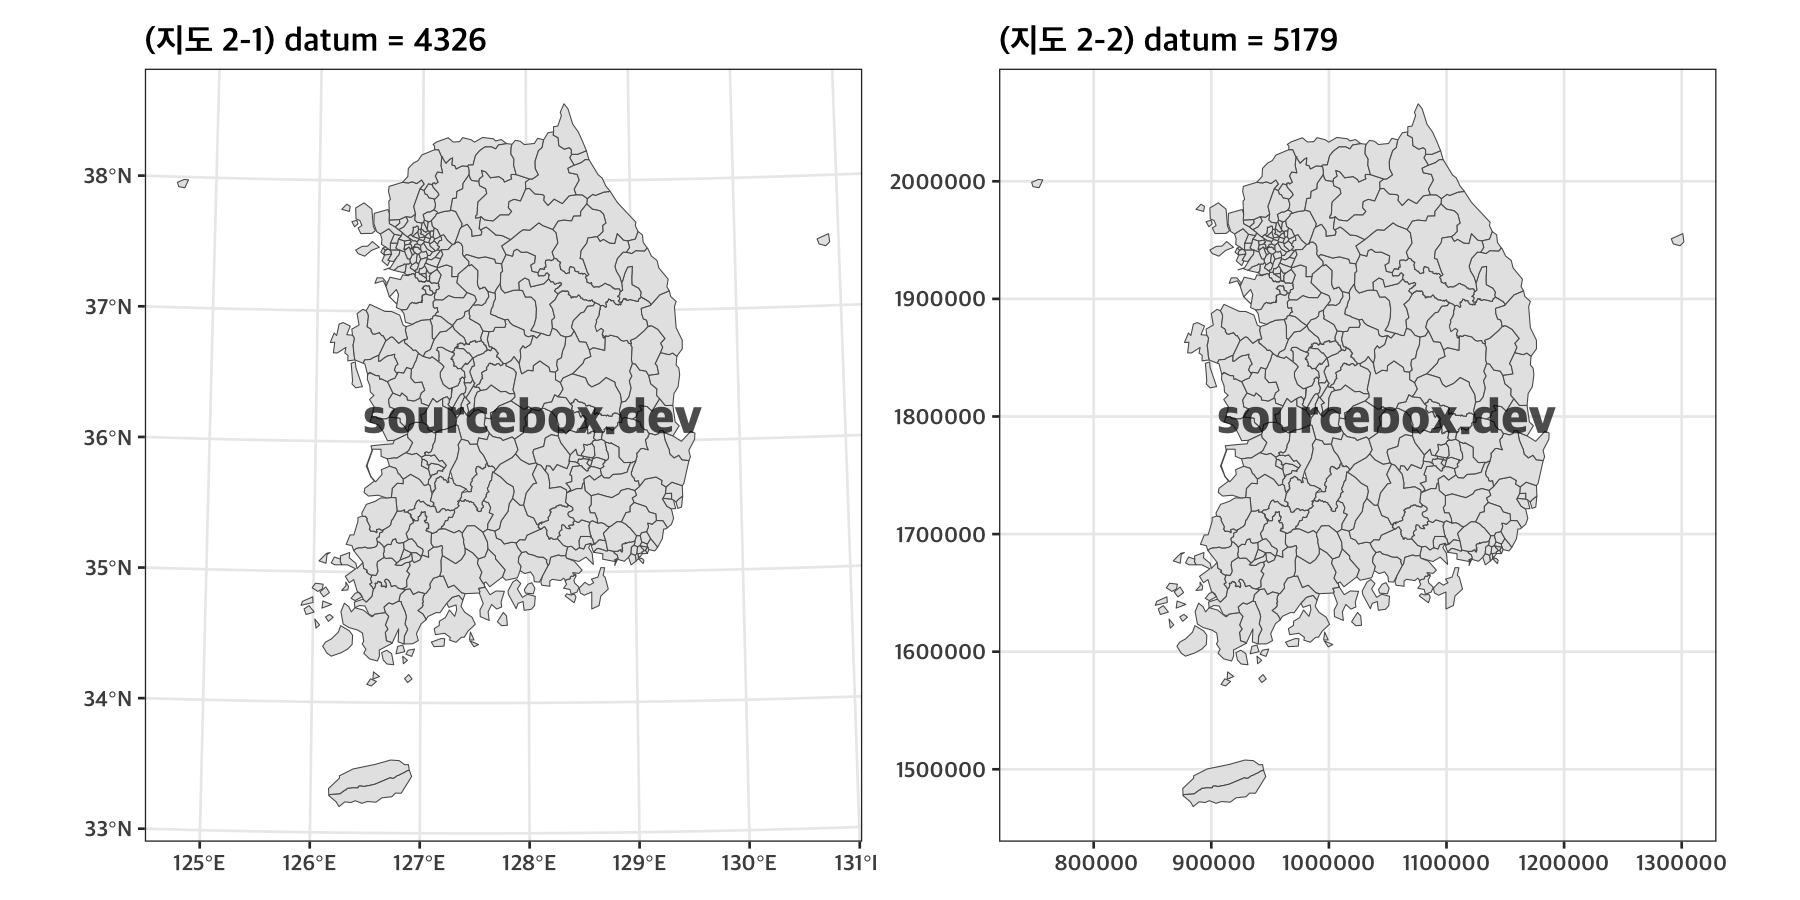 (지도 2-1) datum = 4326
38°N
37°N
36°N
35°N
34°N
33°N
125°E
126°E
127°E
128°E
129°E
130°E
131°I
sourcebox.dev
(지도 2-2) datum = 5179
2000000
1900000
1800000
1700000
1600000
1500000
800000
900000
1000000
1100000
1200000
1300000
sourcebox.dev